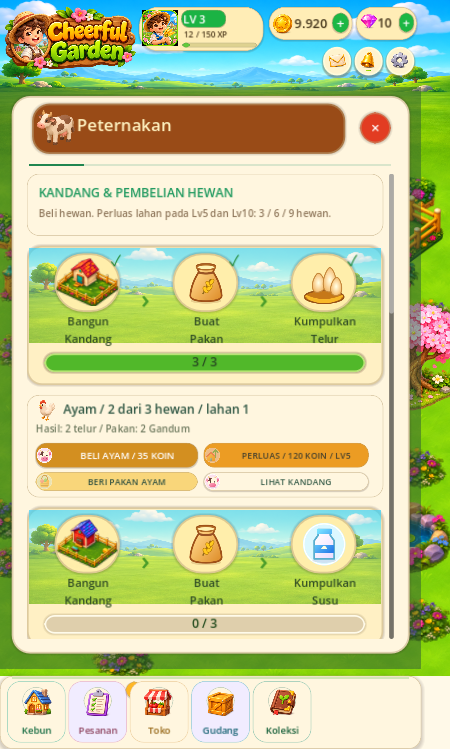 Cheerful
Garden
LV 3
12 / 150 XP
9.920
+
10
+
Peternakan
×
KANDANG & PEMBELIAN HEWAN
Beli hewan. Perluas lahan pada Lv5 dan Lv10: 3 / 6 / 9 hewan.
Bangun Kandang
Buat Pakan
Kumpulkan Telur
3 / 3
Ayam / 2 dari 3 hewan / lahan 1
Hasil: 2 telur / Pakan: 2 Gandum
BELI AYAM / 35 KOIN
PERLUAS / 120 KOIN / LV5
BERI PAKAN AYAM
LIHAT KANDANG
Bangun Kandang
Buat Pakan
Kumpulkan Susu
0 / 3
Kebun
Pesanan
Toko
Gudang
Koleksi